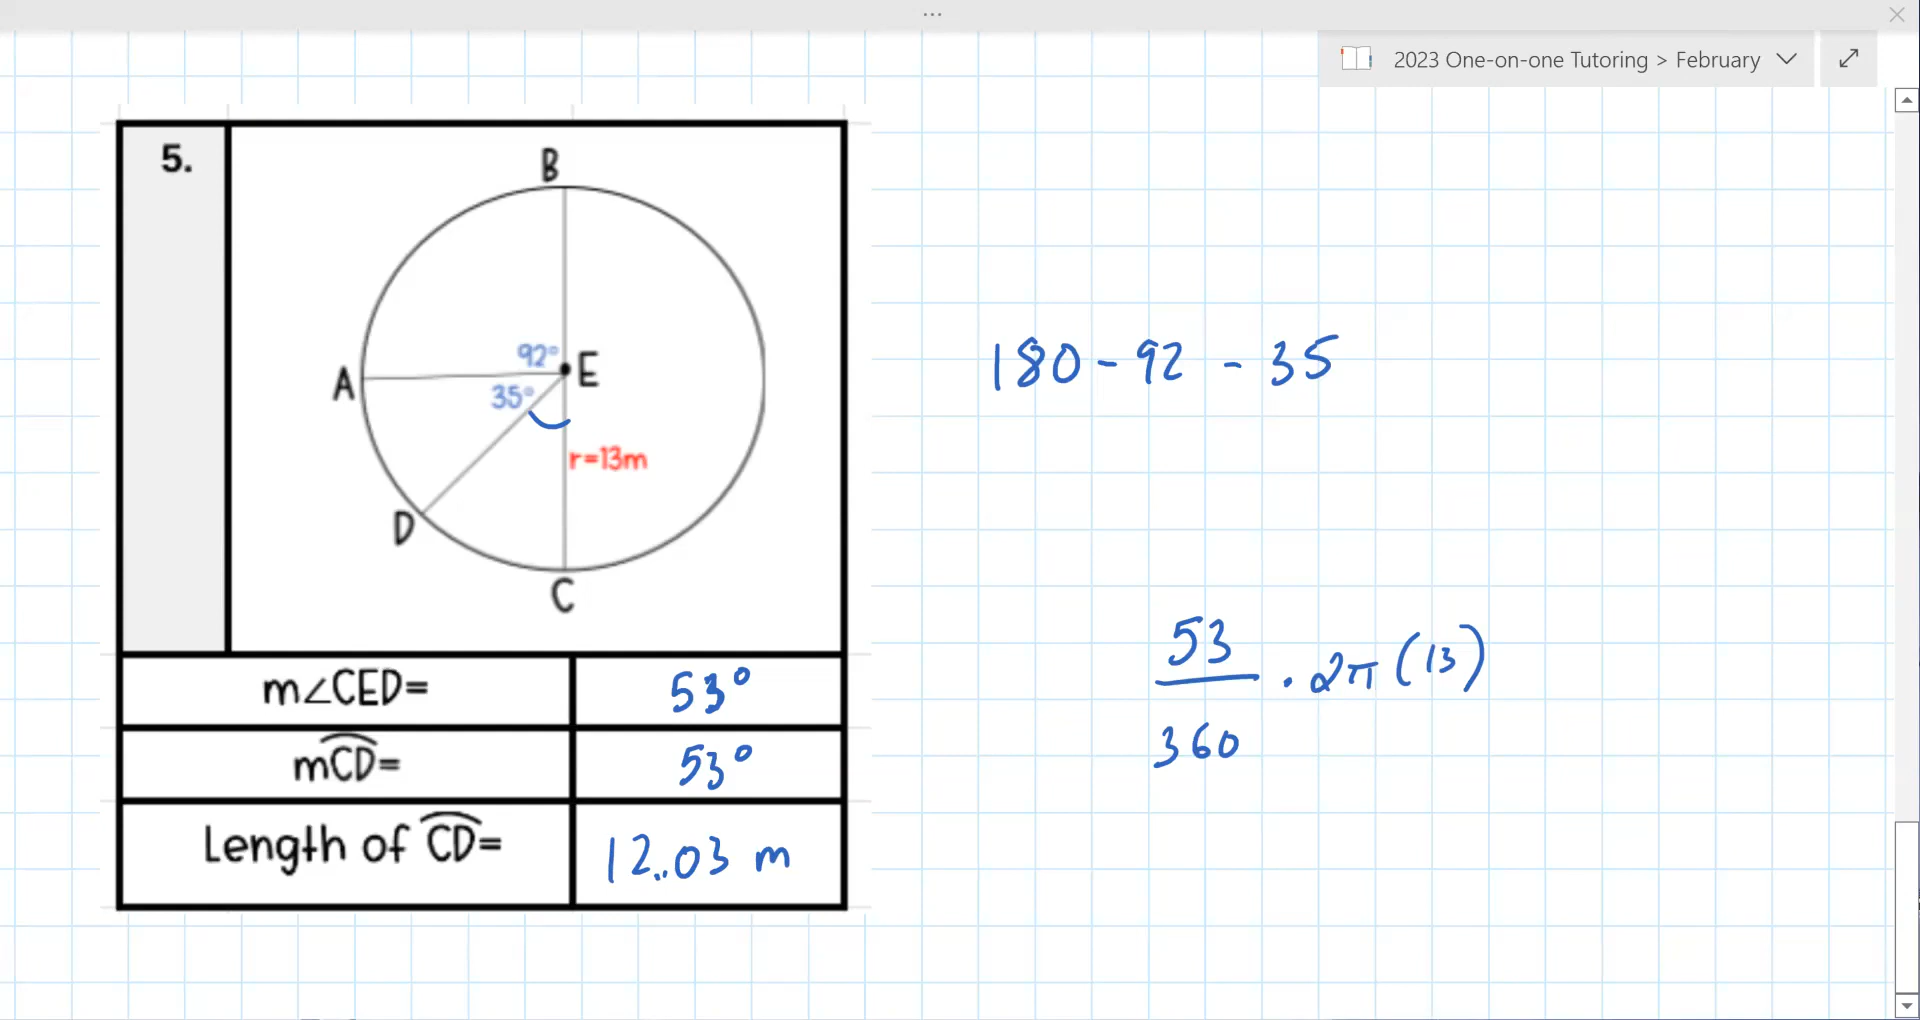 ...
2023 One-on-one Tutoring > February
5.
B
92°
E
A
35°
r=13m
D
C
180 - 92 - 35
53
360
· 2π (13)
m∠CED=
53°
mCD=
53°
Length of CD=
12..03 m